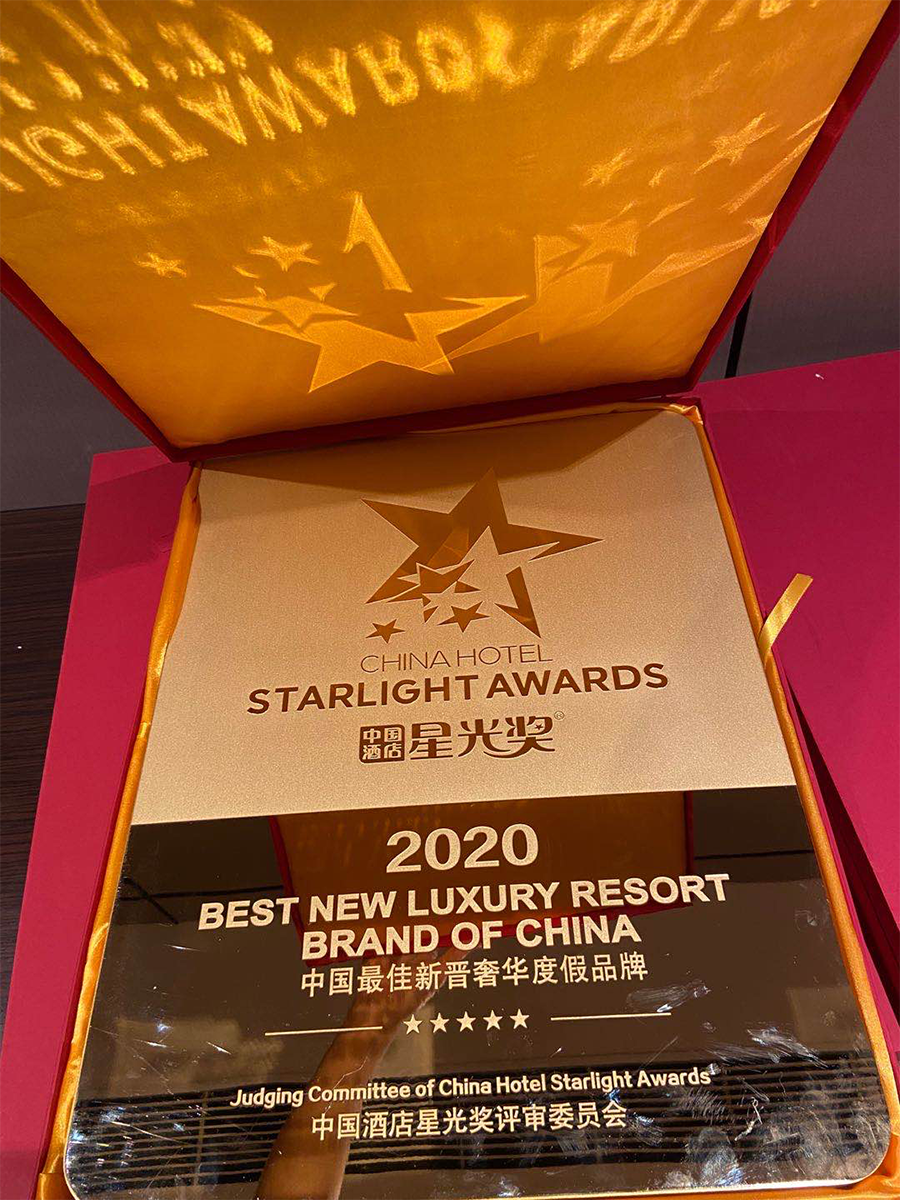 CHINA HOTEL
STARLIGHT AWARDS
中国酒店 星光奖
2020
BEST NEW LUXURY RESORT
BRAND OF CHINA
中国最佳新晋奢华度假品牌
Judging Committee of China Hotel Starlight Awards
中国酒店星光奖评审委员会